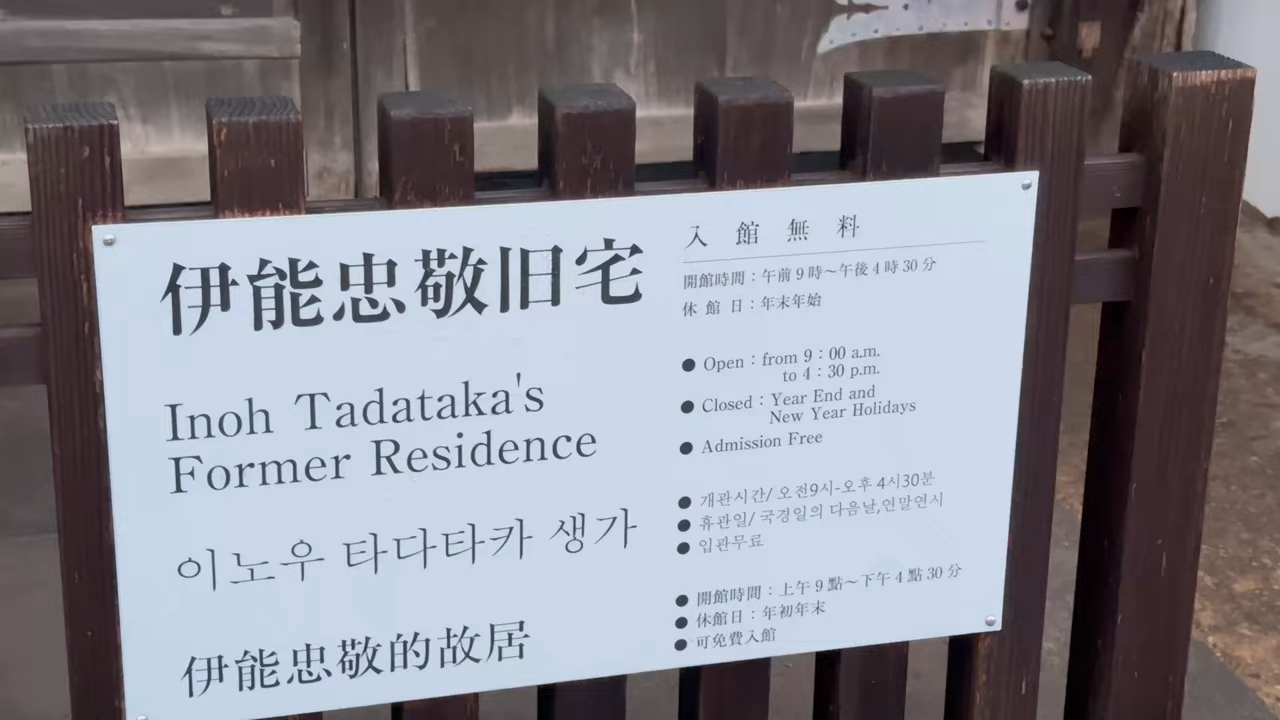 伊能忠敬旧宅
Inoh Tadataka's
Former Residence
이노우 타다타카 생가
伊能忠敬的故居
入館無料
開館時間：午前9時～午後4時30分
休館日：年末年始
● Open：from 9：00 a.m.
to 4：30 p.m.
● Closed：Year End and
New Year Holidays
● Admission Free
● 개관시간/ 오전9시-오후 4시30분
● 휴관일/ 국경일의 다음날,연말연시
● 입관무료
● 開館時間：上午9點～下午4點30分
● 休館日：年初年末
● 可免費入館